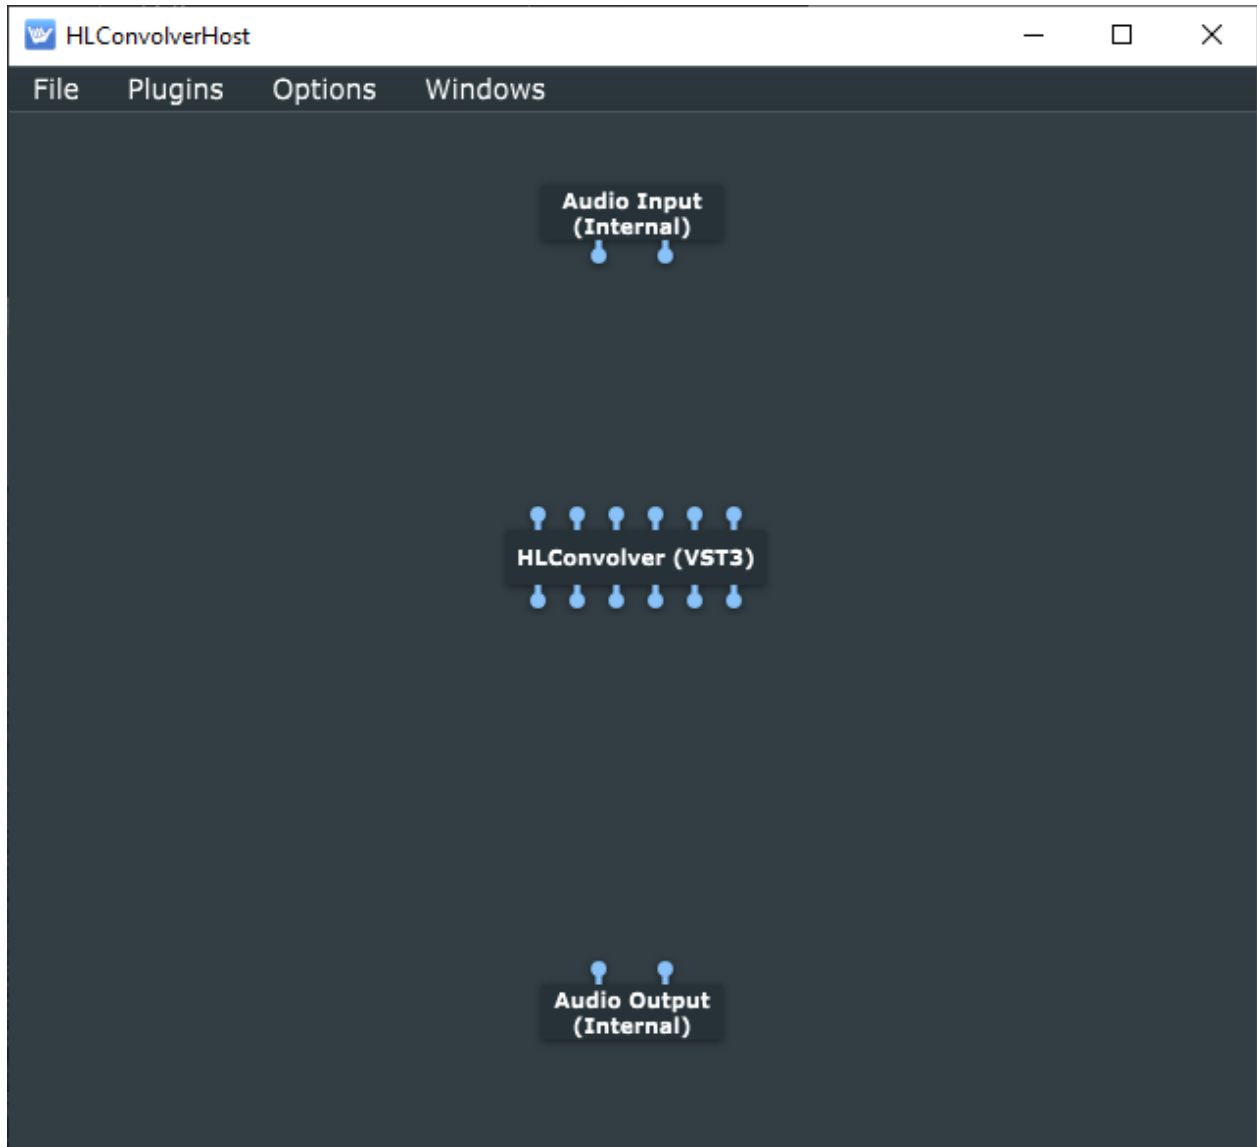 HLConvolverHost
File Plugins Options Windows
Audio Input
(Internal)
HLConvolver (VST3)
Audio Output
(Internal)